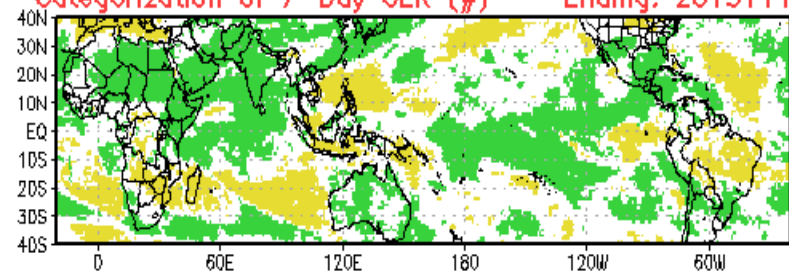 Categorization of 7-Day OLR (#) Ending: 2015111
40N
30N
20N
10N
EQ
10S
20S
30S
40S
0 60E 120E 180 120W 60W